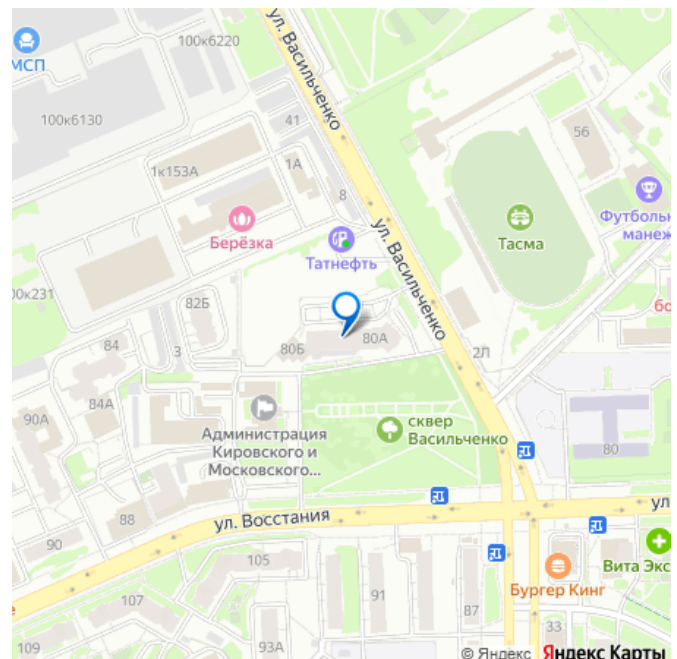 МСП
100к6220
ул. Васильченко
100к6130
41
56
1А
1к153А
8
Берёзка
Татнефть
ул. Васильченко
Тасма
Футбольн
манеж
00к231
82Б
бо
84
3
80Б
80А
2Л
84А
90А
Администрация
Кировского и
Московского...
сквер
Васильченко
80
88
ул. Восстания
ул
90
105
Вита Экс
Бургер Кинг
107
91
87
е
33
109
93А
© Яндекс Яндекс Карты